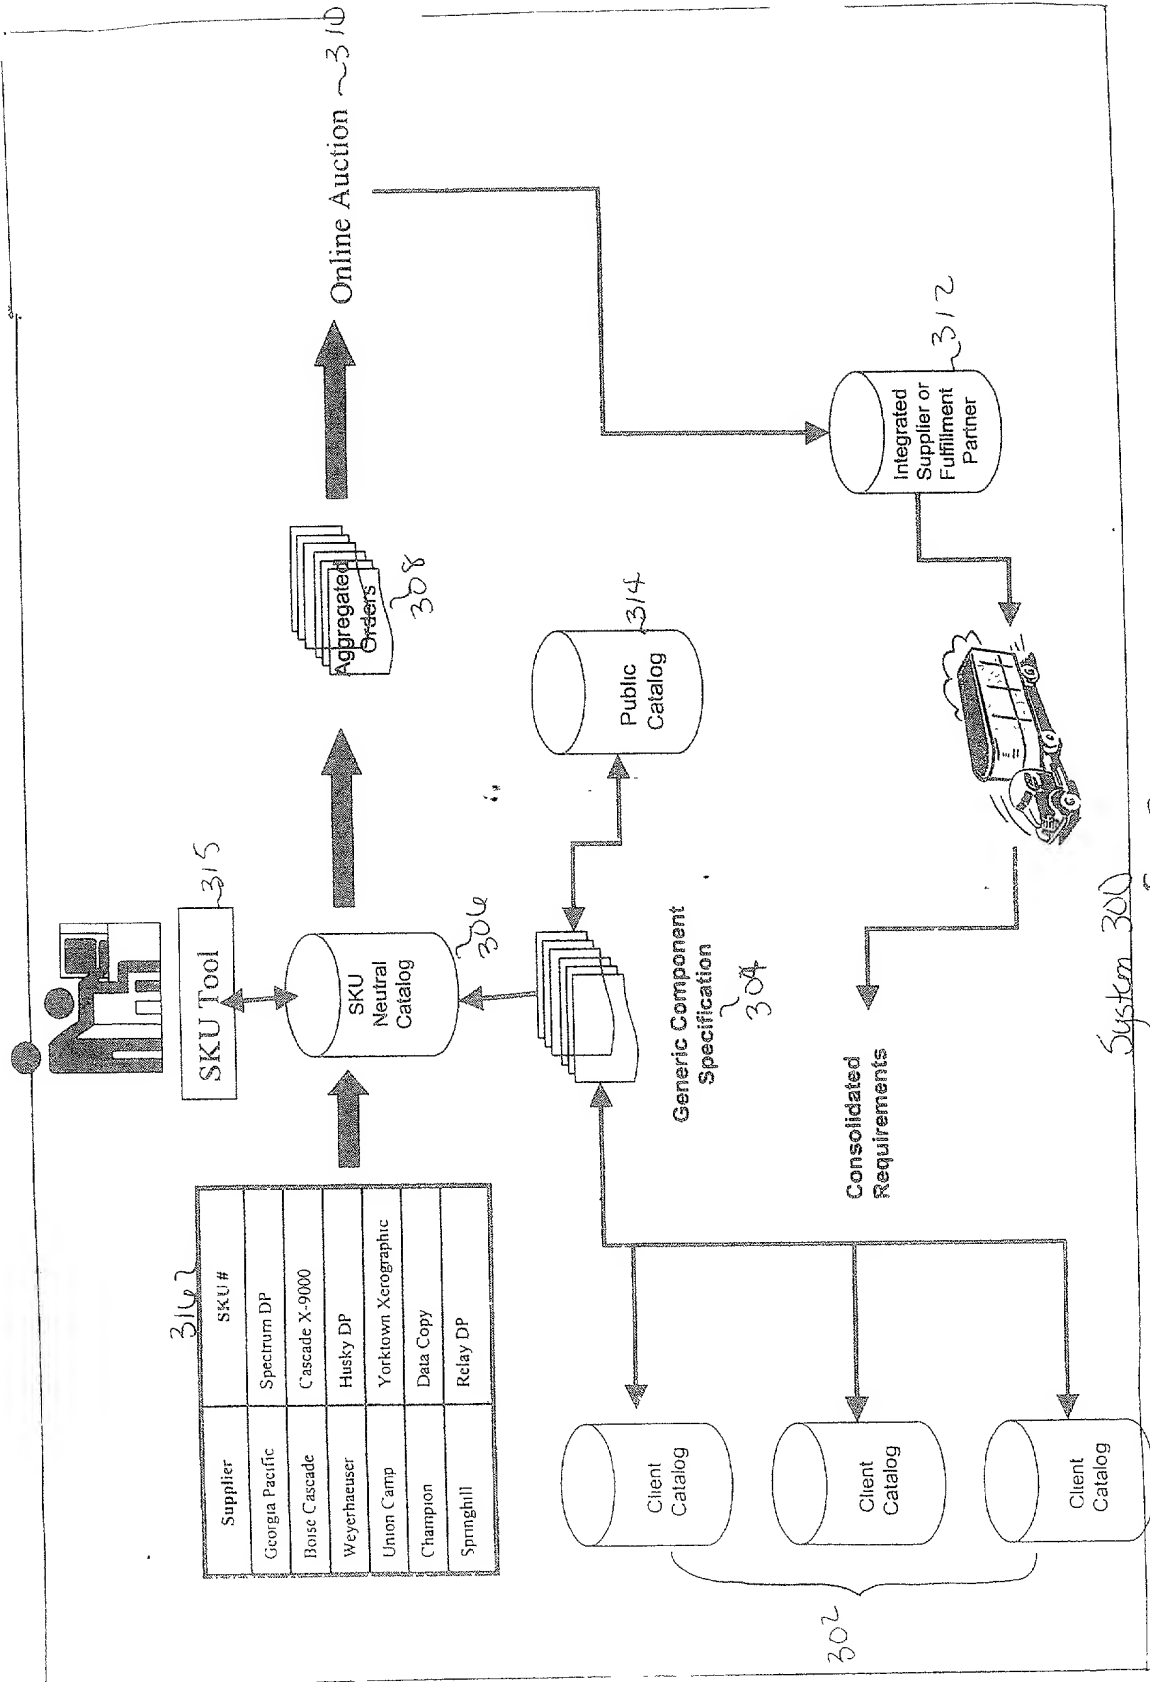 SKU Tool
~315
3162
Supplier SKU #
Georgia Pacific Spectrum DP
Boise Cascade Cascade X-9000
Weyerhaeuser Husky DP
Union Camp Yorktown Xerographic
Champion Data Copy
Springhill Relay DP
SKU
Neutral
Catalog
306
Aggregated
Orders
308
Online Auction ~310
Generic Component
Specification
304
Public
Catalog
314
Client
Catalog
Client
Catalog
Client
Catalog
302
Consolidated
Requirements
Integrated
Supplier or
Fulfillment
Partner
~312
System 300